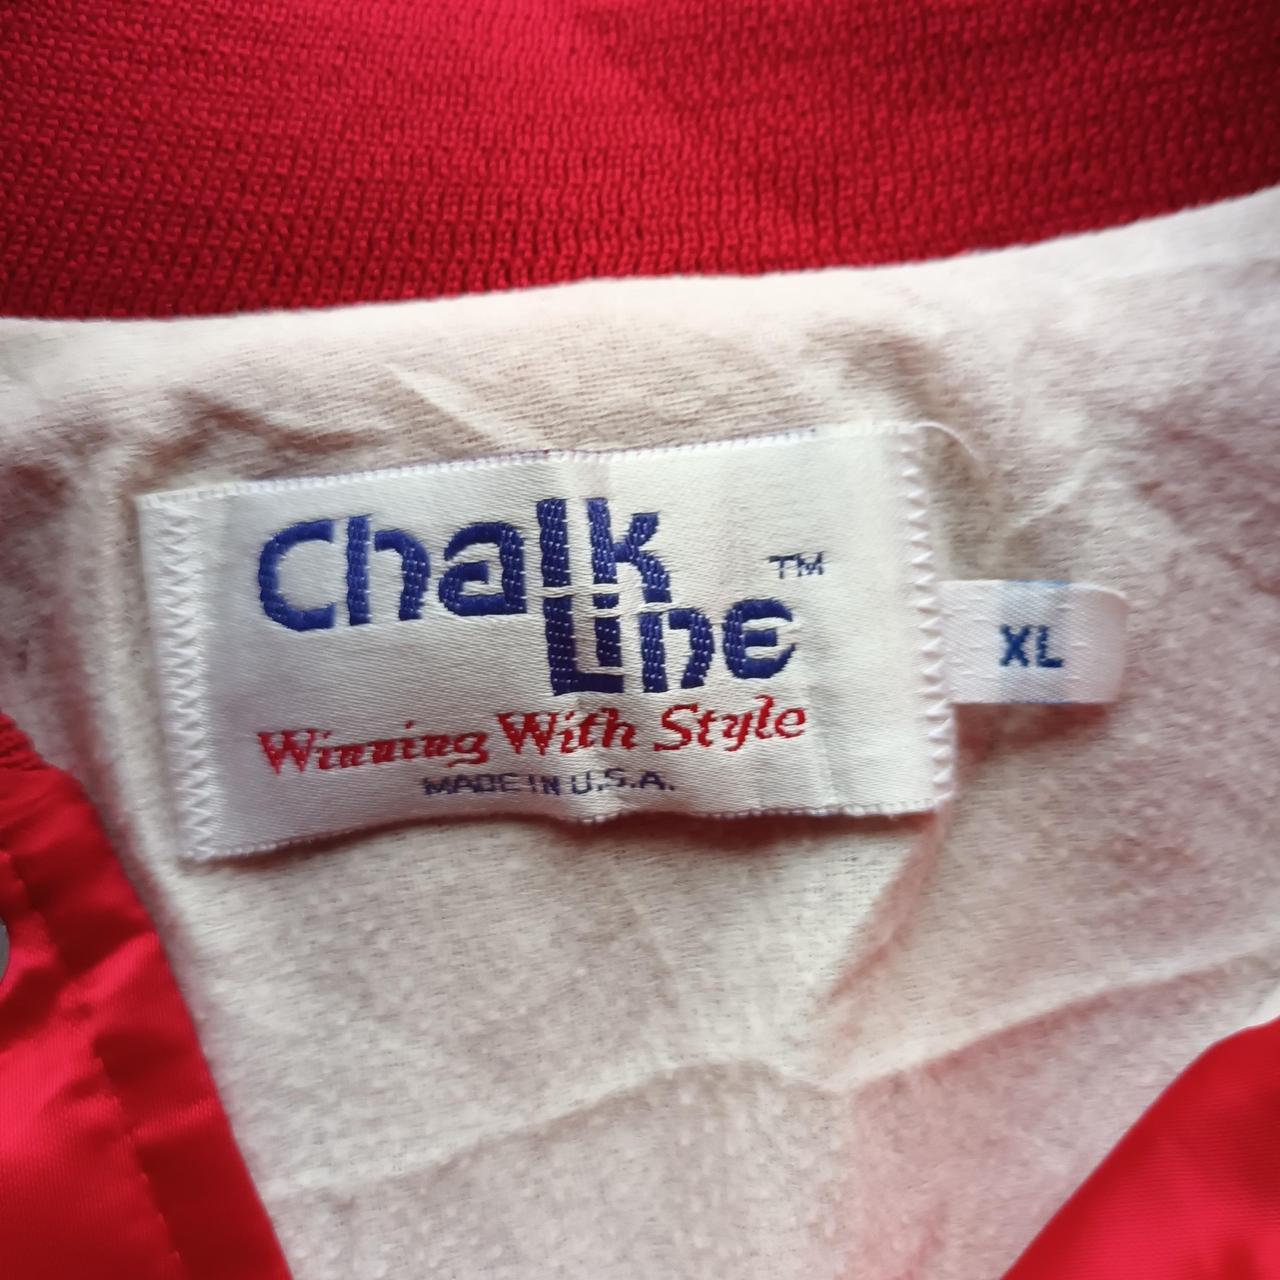 Chalk
Line
TM
Winning With Style
MADE IN U.S.A.
XL